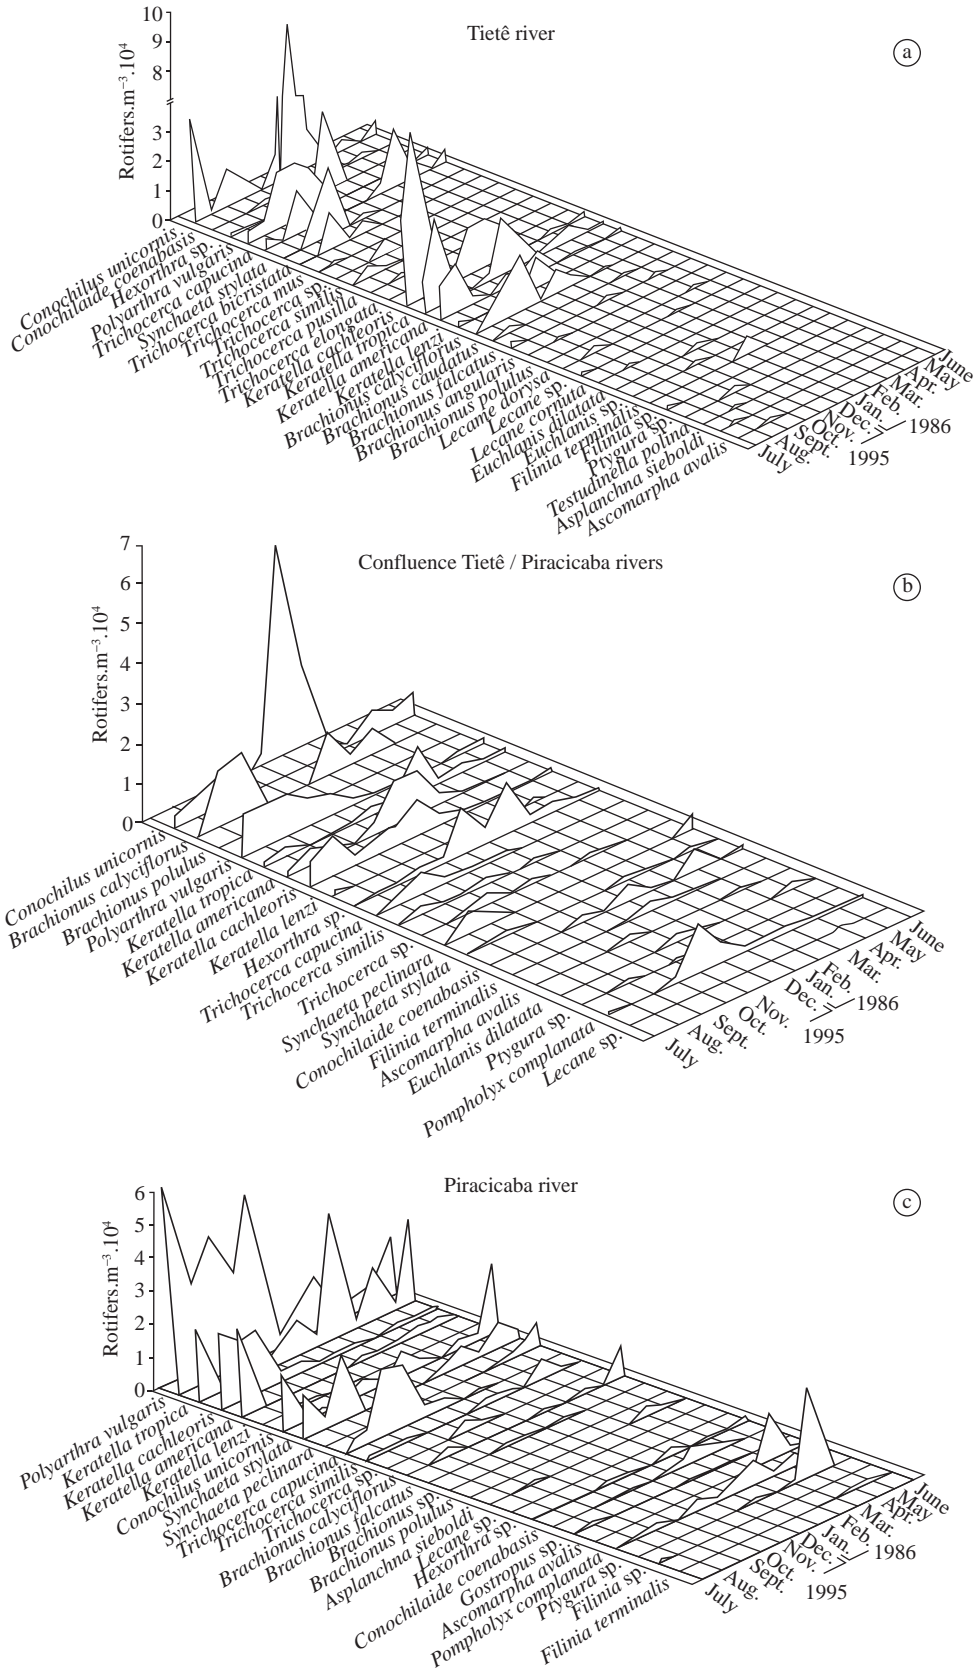 Tietê river
a
Rotifers.m⁻³.10⁴
10
9
8
3
2
1
0
Conochilus unicornis
Conochilaide coenabasis
Hexorthra sp.
Polyarthra vulgaris
Trichocerca capucina
Synchaeta stylata
Trichocerca bicristata
Trichocerca mus
Trichocerca sp.
Trichocerca similis
Trichocerca pusilla
Trichocerca elongata
Keratella cachleoris
Keratella tropica
Keratella americana
Keratella lenzi
Brachionus calyciflorus
Brachionus caudatus
Brachionus falcatus
Brachionus angularis
Brachionus polulus
Lecane dorysa
Lecane sp.
Lecane cornuta
Euchlanis dilatata
Euchlanis sp.
Filinia terminalis
Filinia sp.
Ptygura sp.
Testudinella polina
Asplanchna sieboldi
Ascomarpha avalis
July
Aug.
Sept.
Oct.
Nov.
Dec.
Jan.
Feb.
Mar.
Apr.
May
June
1995
1986
Confluence Tietê / Piracicaba rivers
b
Rotifers.m⁻³.10⁴
7
6
5
4
3
2
1
0
Conochilus unicornis
Brachionus calyciflorus
Brachionus polulus
Polyarthra vulgaris
Keratella tropica
Keratella americana
Keratella cachleoris
Keratella lenzi
Hexorthra sp.
Trichocerca capucina
Trichocerca similis
Trichocerca sp.
Synchaeta peclinara
Synchaeta stylata
Conochilaide coenabasis
Filinia terminalis
Ascomarpha avalis
Euchlanis dilatata
Ptygura sp.
Pompholyx complanata
Lecane sp.
July
Aug.
Sept.
Oct.
Nov.
Dec.
Jan.
Feb.
Mar.
Apr.
May
June
1995
1986
Piracicaba river
c
Rotifers.m⁻³.10⁴
6
5
4
3
2
1
0
Polyarthra vulgaris
Keratella tropica
Keratella cachleoris
Keratella americana
Keratella lenzi
Conochilus unicornis
Synchaeta stylata
Synchaeta peclinara
Trichocerca capucina
Trichocerca similis
Trichocerca sp.
Brachionus calyciflorus
Brachionus falcatus
Brachionus sp.
Brachionus polulus
Asplanchna sieboldi
Lecane sp.
Hexorthra sp.
Conochilaide coenabasis
Gostropus sp.
Ascomarpha avalis
Pompholyx complanata
Ptygura sp.
Filinia sp.
Filinia terminalis
July
Aug.
Sept.
Oct.
Nov.
Dec.
Jan.
Feb.
Mar.
Apr.
May
June
1995
1986